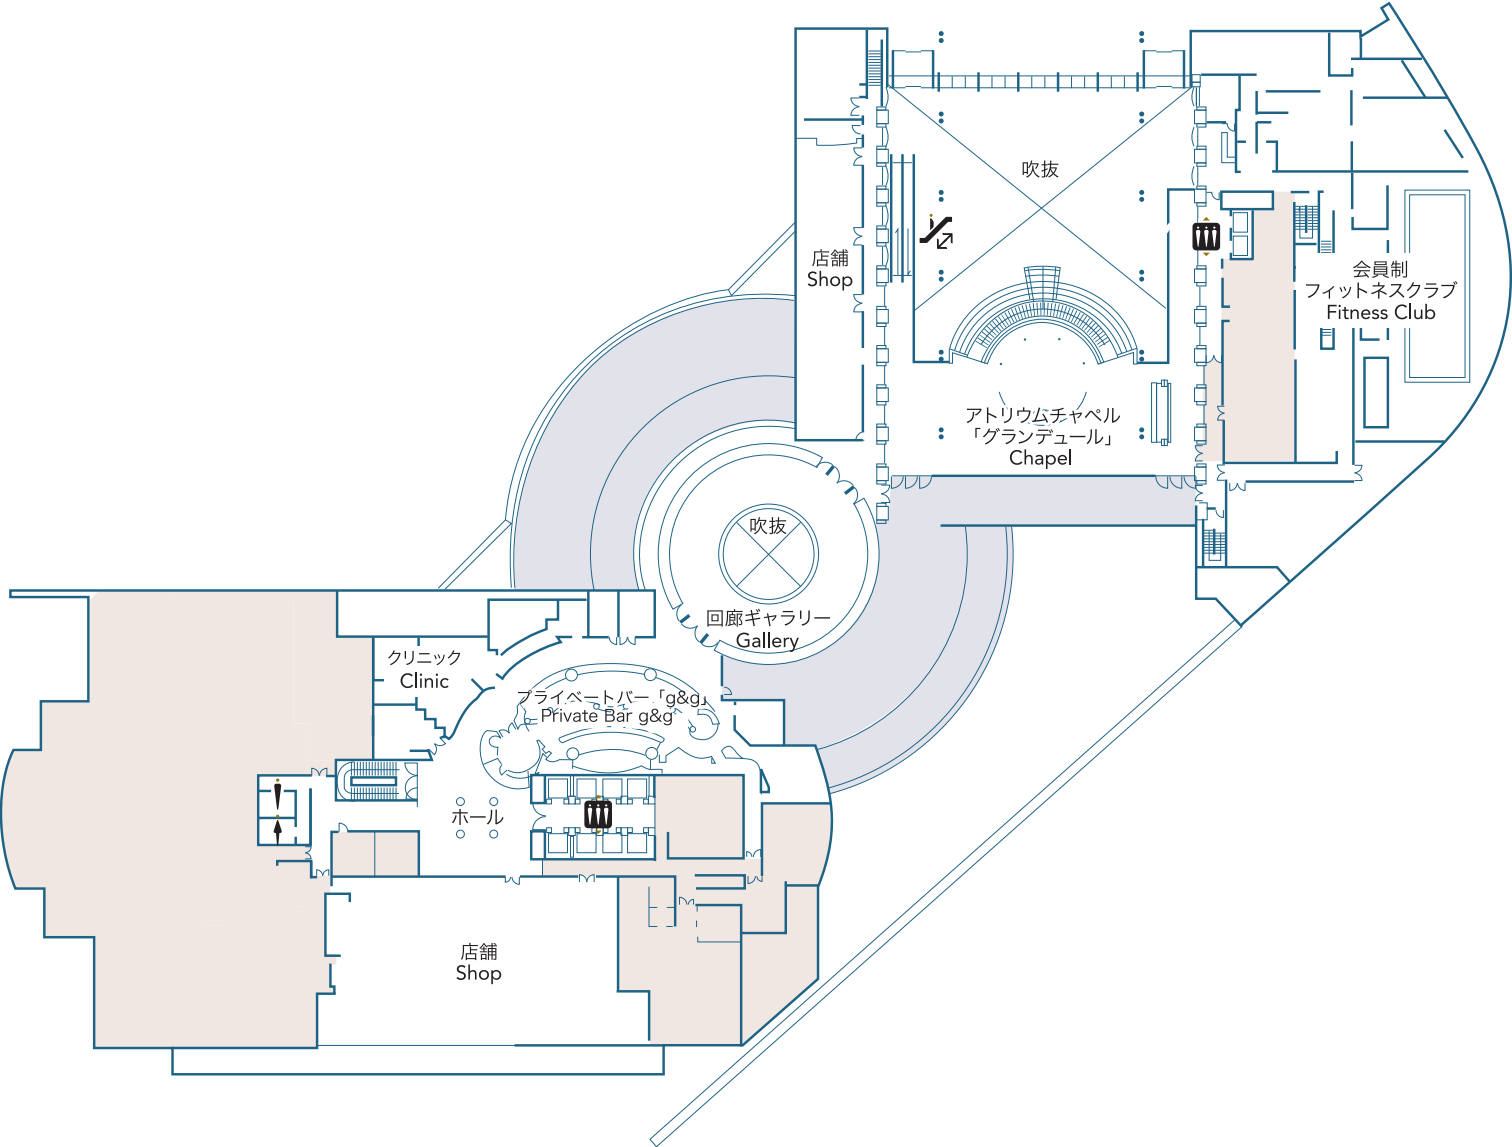 吹抜
店舗
Shop
会員制
フィットネスクラブ
Fitness Club
アトリウムチャペル
「グランデュール」
Chapel
吹抜
回廊ギャラリー
Gallery
クリニック
Clinic
プライベートバー「g&g」
Private Bar g&g
ホール
店舗
Shop